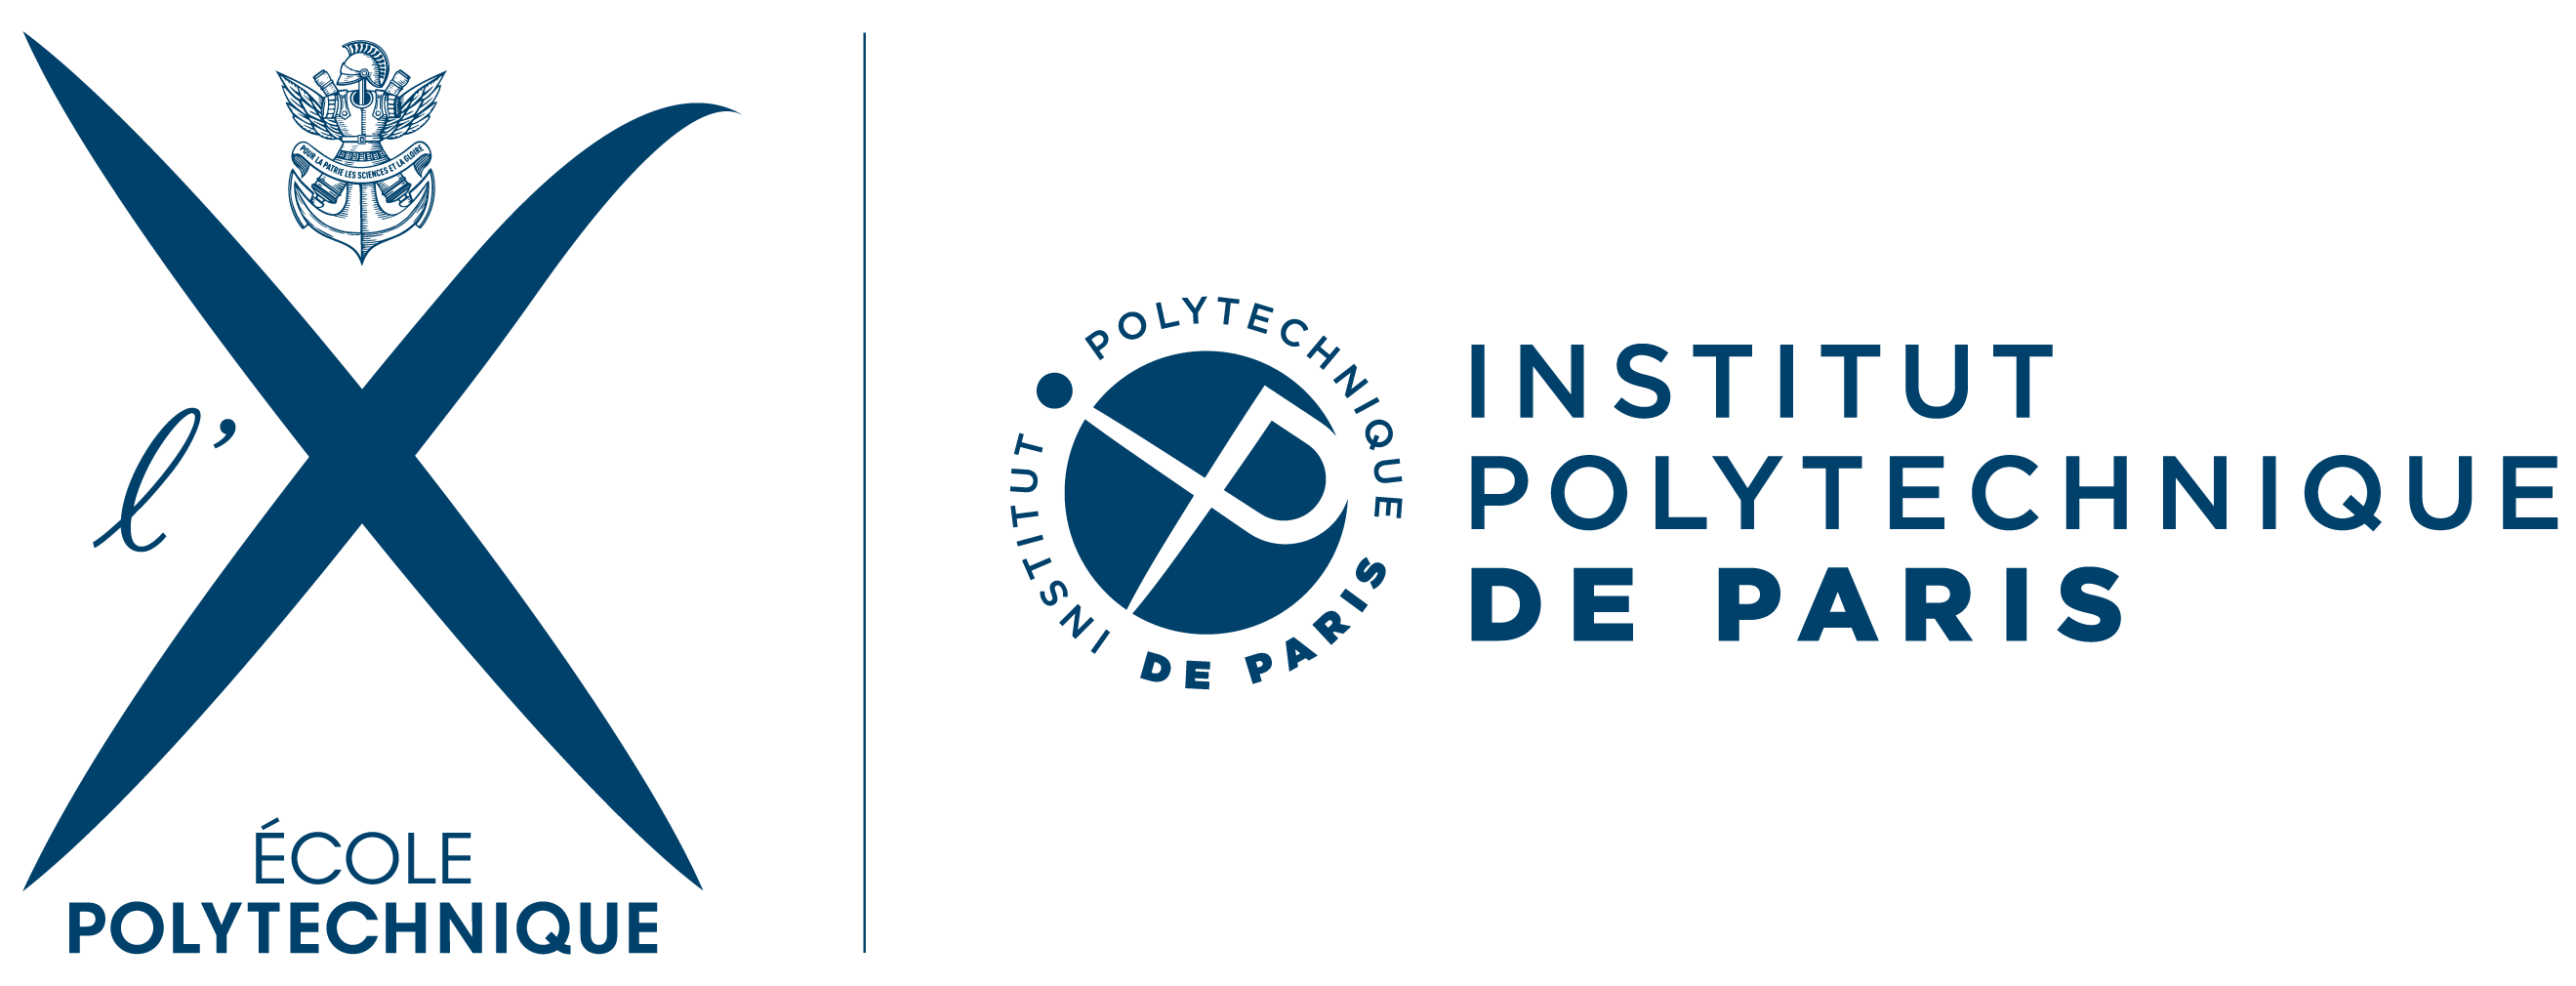 POUR LA PATRIE LES SCIENCES ET LA GLOIRE
l’X
ÉCOLE
POLYTECHNIQUE
INSTITUT • POLYTECHNIQUE
DE PARIS
INSTITUT
POLYTECHNIQUE
DE PARIS